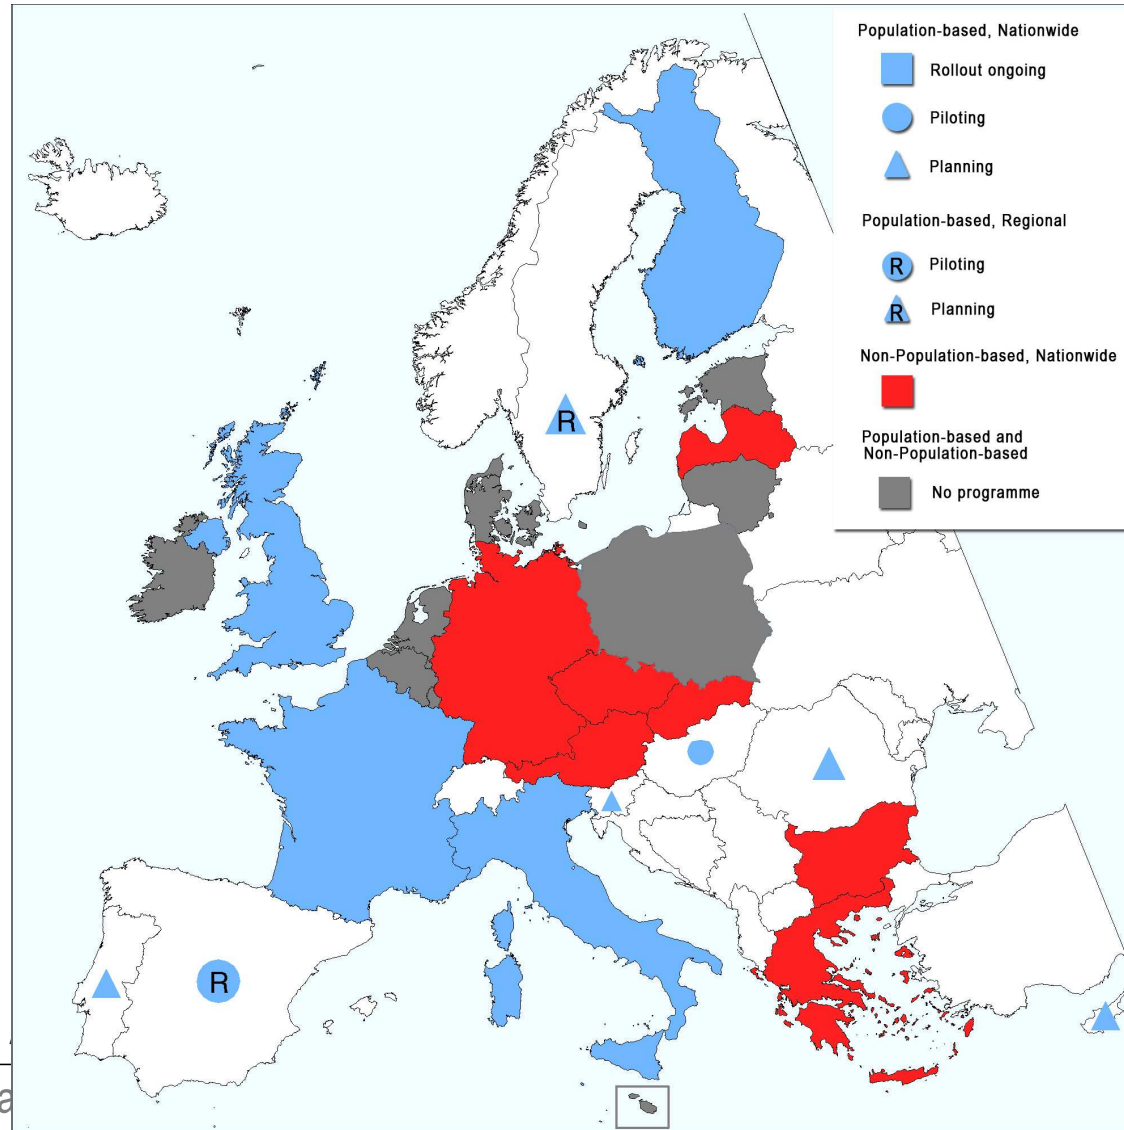 Population-based, Nationwide
Rollout ongoing
Piloting
Planning
Population-based, Regional
R Piloting
R Planning
Non-Population-based, Nationwide
Population-based and
Non-Population-based
No programme
R
R
a